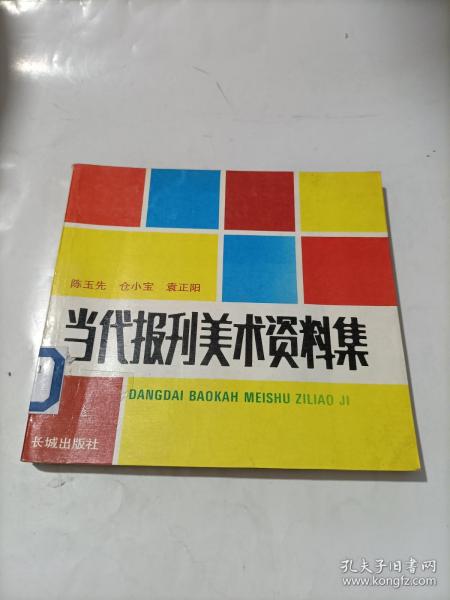 陈玉先 仓小宝 袁正阳
当代报刊美术资料集
DANGDAI BAOKAH MEISHU ZILIAO JI
长城出版社
孔夫子旧书网
www.kongfz.com